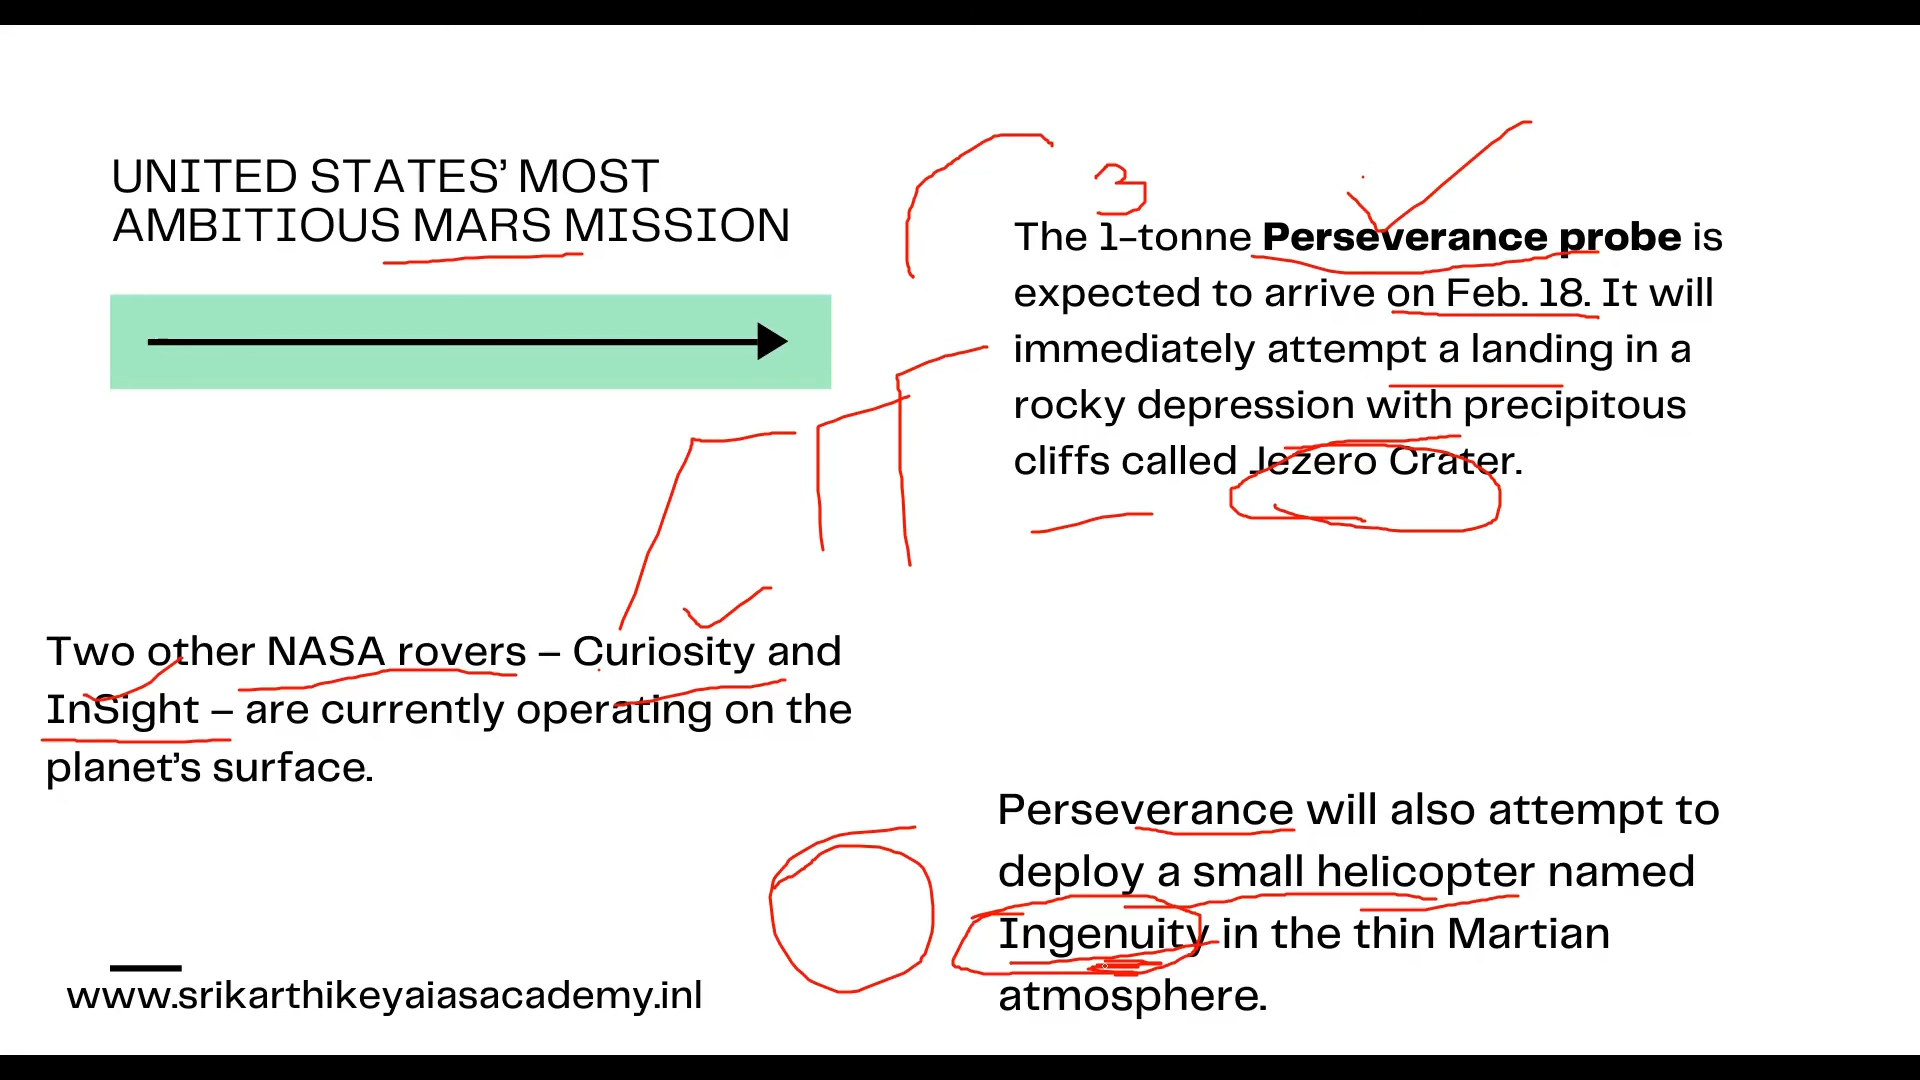 UNITED STATES’ MOST
AMBITIOUS MARS MISSION
3
The 1-tonne Perseverance probe is
expected to arrive on Feb. 18. It will
immediately attempt a landing in a
rocky depression with precipitous
cliffs called Jezero Crater.
Two other NASA rovers – Curiosity and
InSight – are currently operating on the
planet’s surface.
Perseverance will also attempt to
deploy a small helicopter named
Ingenuity in the thin Martian
atmosphere.
www.srikarthikeyaiasacademy.inl